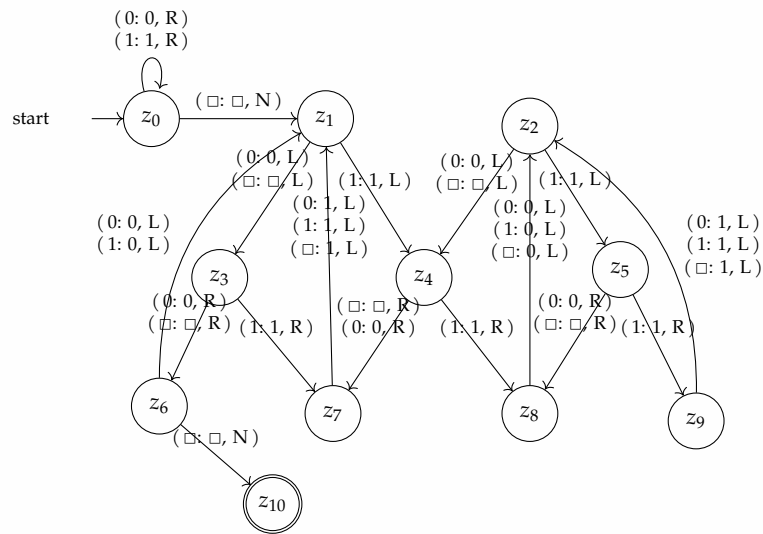 (0: 0, R)
(1: 1, R)
start
z0
(□: □, N)
z1
z2
(0: 0, L)
(□: □, L)
(1: 1, L)
(0: 0, L)
(□: □, L)
(1: 1, L)
(0: 1, L)
(1: 1, L)
(□: 1, L)
(0: 0, L)
(1: 0, L)
(□: 0, L)
(0: 0, L)
(1: 0, L)
(0: 1, L)
(1: 1, L)
(□: 1, L)
z3
z4
z5
(0: 0, R)
(□: □, R)
(1: 1, R)
(□: □, R)
(0: 0, R)
(1: 1, R)
(0: 0, R)
(□: □, R)
(1: 1, R)
z6
z7
z8
z9
(□: □, N)
z10